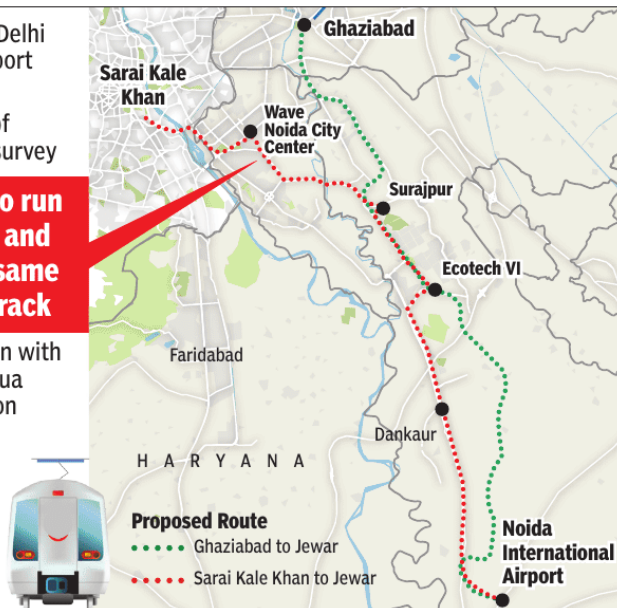 Delhi
port
of
survey
o run
and
same
rack
n with
ua
on
Ghaziabad
Sarai Kale
Khan
Wave
Noida City
Center
Surajpur
Ecotech VI
Faridabad
Dankaur
HARYANA
Proposed Route
Ghaziabad to Jewar
Sarai Kale Khan to Jewar
Noida
International
Airport